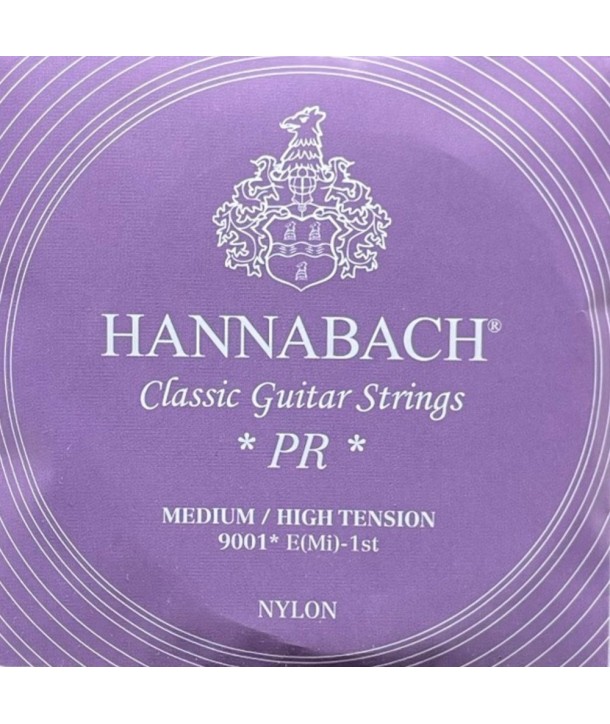 HANNABACH®
Classic Guitar Strings
* PR *
MEDIUM / HIGH TENSION
9001* E(Mi)-1st
NYLON